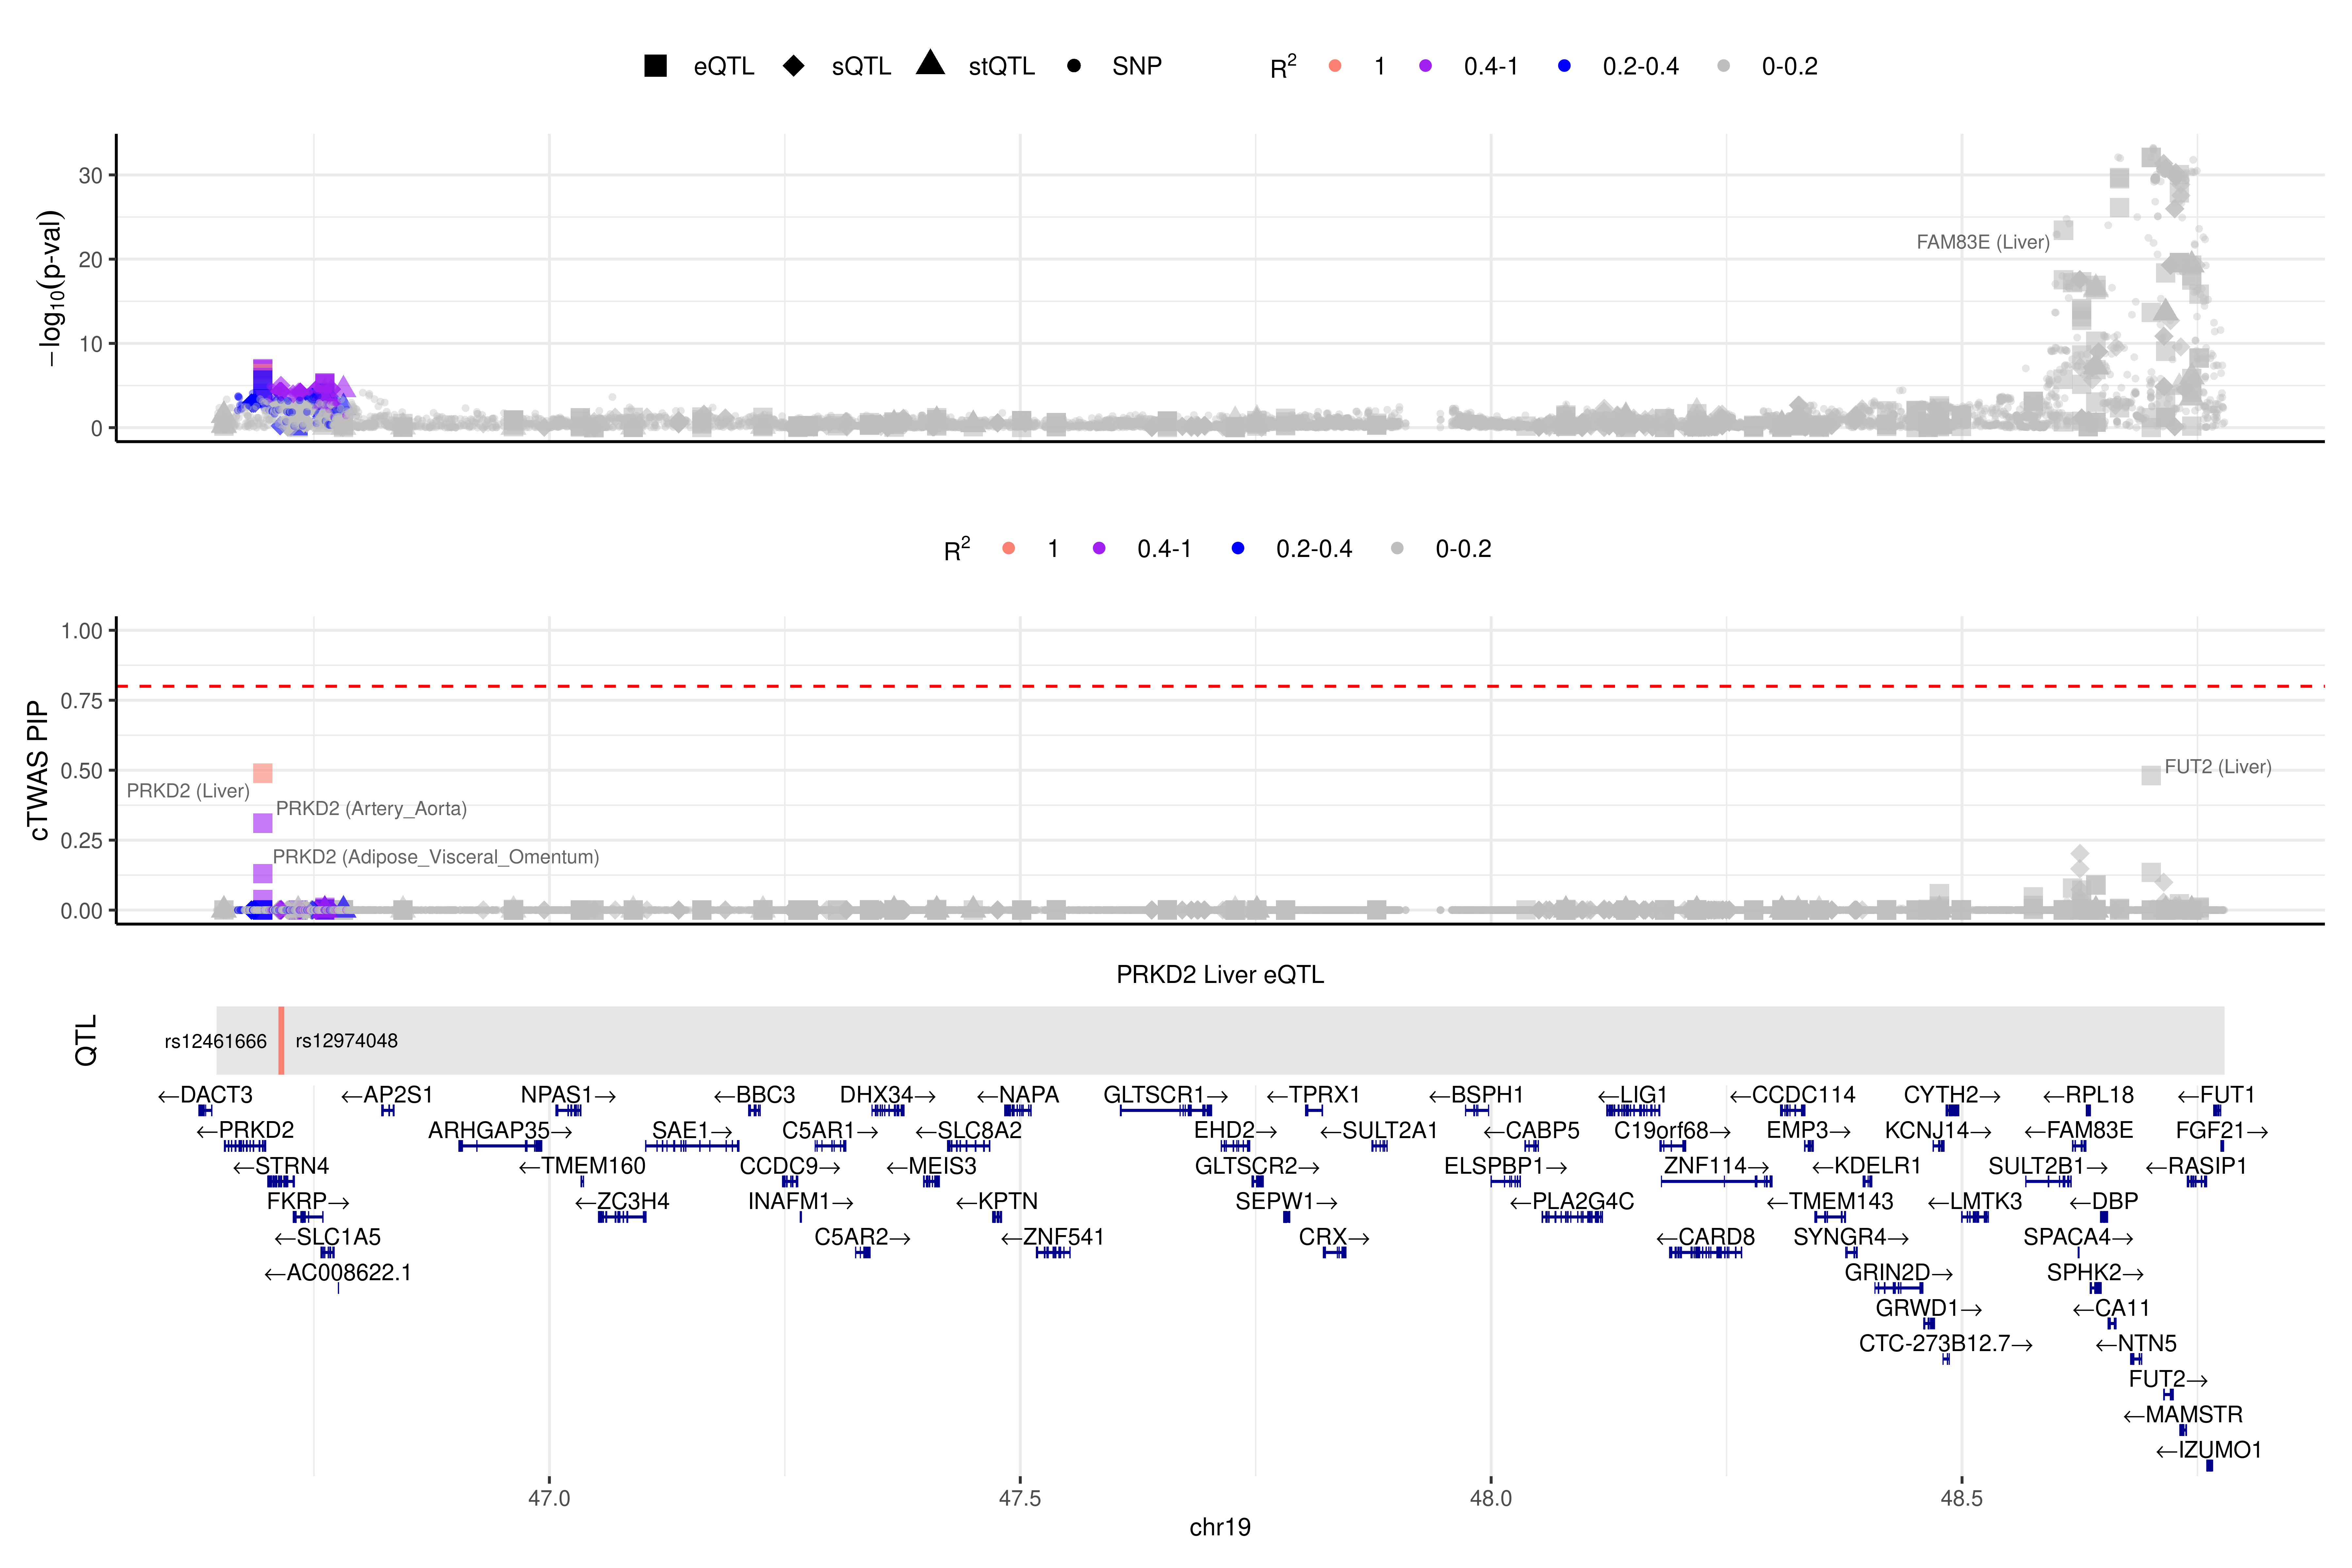 eQTL sQTL stQTL SNP R2 1 0.4-1 0.2-0.4 0-0.2
−log10(p-val)
30
20
10
0
FAM83E (Liver)
R2 1 0.4-1 0.2-0.4 0-0.2
cTWAS PIP
1.00
0.75
0.50
0.25
0.00
PRKD2 (Liver)
PRKD2 (Artery_Aorta)
PRKD2 (Adipose_Visceral_Omentum)
FUT2 (Liver)
PRKD2 Liver eQTL
QTL
rs12461666 rs12974048
←DACT3 ←AP2S1 NPAS1→ ←BBC3 DHX34→ ←NAPA GLTSCR1→ ←TPRX1 ←BSPH1 ←LIG1 ←CCDC114 CYTH2→ ←RPL18 ←FUT1
←PRKD2 ARHGAP35→ SAE1→ C5AR1→ ←SLC8A2 EHD2→ ←SULT2A1 ←CABP5 C19orf68→ EMP3→ KCNJ14→ ←FAM83E FGF21→
←STRN4 ←TMEM160 CCDC9→ ←MEIS3 GLTSCR2→ ELSPBP1→ ZNF114→ ←KDELR1 SULT2B1→ ←RASIP1
FKRP→ ←ZC3H4 INAFM1→ ←KPTN SEPW1→ ←PLA2G4C ←TMEM143 ←LMTK3 ←DBP
←SLC1A5 C5AR2→ ←ZNF541 CRX→ ←CARD8 SYNGR4→ SPACA4→
←AC008622.1 GRIN2D→ SPHK2→
GRWD1→ ←CA11
CTC-273B12.7→ ←NTN5
FUT2→
←MAMSTR
←IZUMO1
47.0 47.5 48.0 48.5
chr19